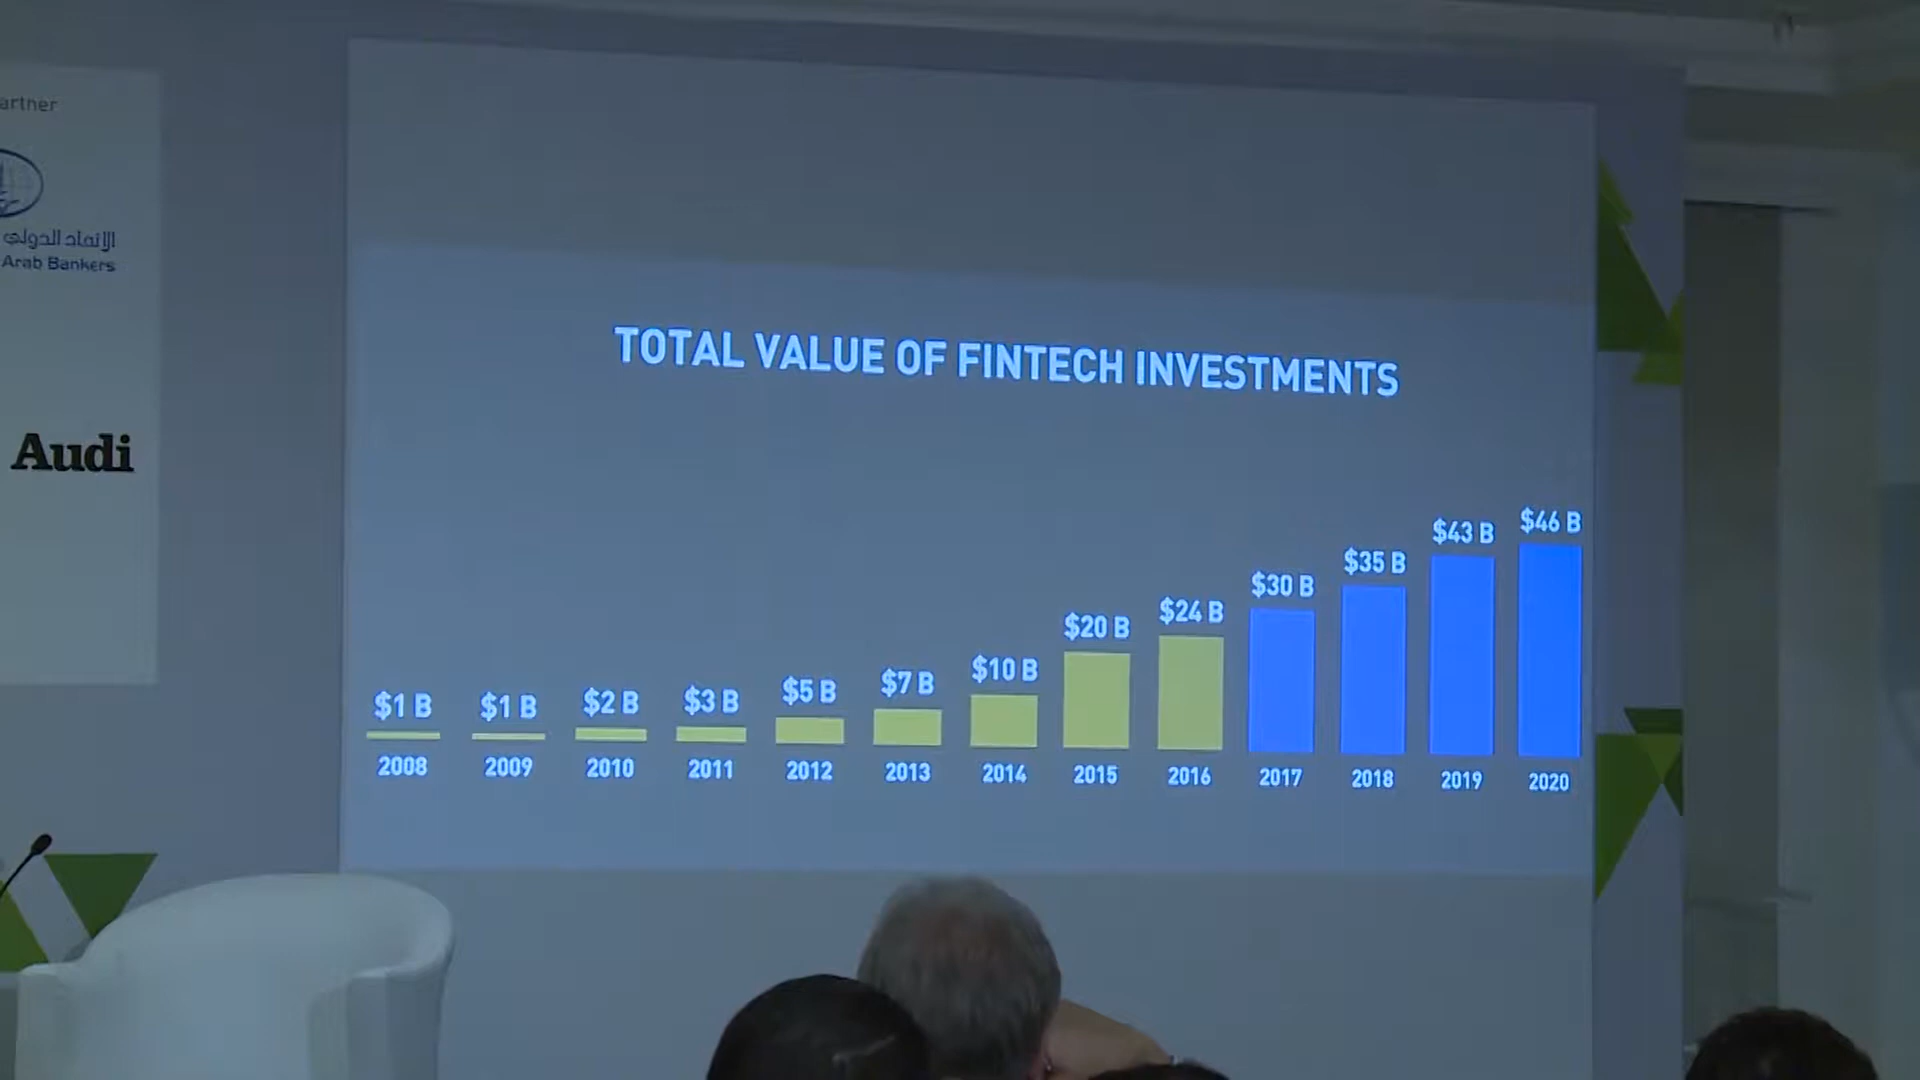 artner
الاتحاد الدولي
Arab Bankers
Audi
TOTAL VALUE OF FINTECH INVESTMENTS
$1 B $1 B $2 B $3 B $5 B $7 B $10 B $20 B $24 B $30 B $35 B $43 B $46 B
2008 2009 2010 2011 2012 2013 2014 2015 2016 2017 2018 2019 2020